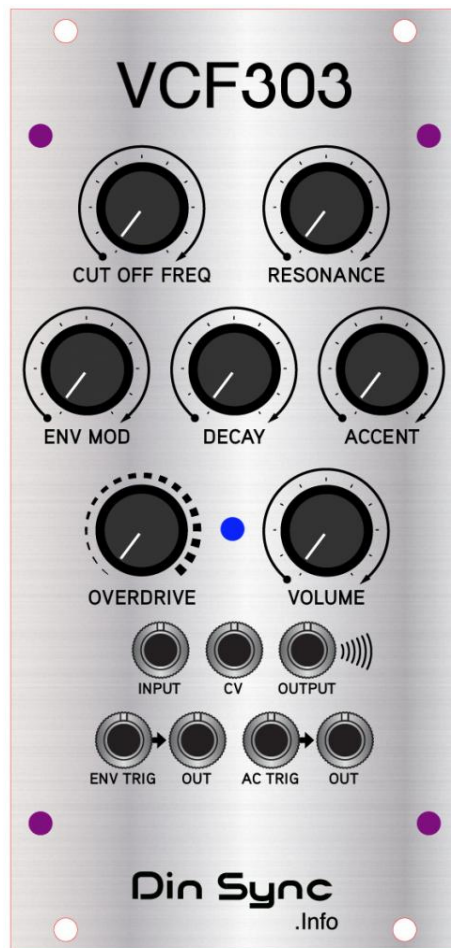 VCF303
CUT OFF FREQ RESONANCE
ENV MOD DECAY ACCENT
OVERDRIVE VOLUME
INPUT CV OUTPUT
ENV TRIG OUT AC TRIG OUT
Din Sync
.Info